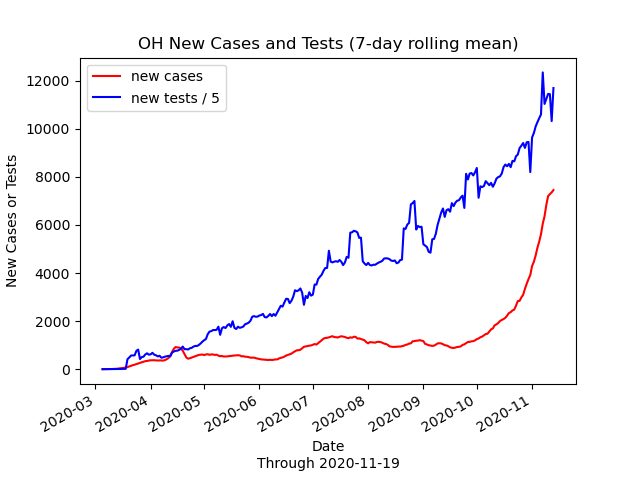 OH New Cases and Tests (7-day rolling mean)
new cases
new tests / 5
New Cases or Tests
12000
10000
8000
6000
4000
2000
0
2020-03
2020-04
2020-05
2020-06
2020-07
2020-08
2020-09
2020-10
2020-11
Date
Through 2020-11-19